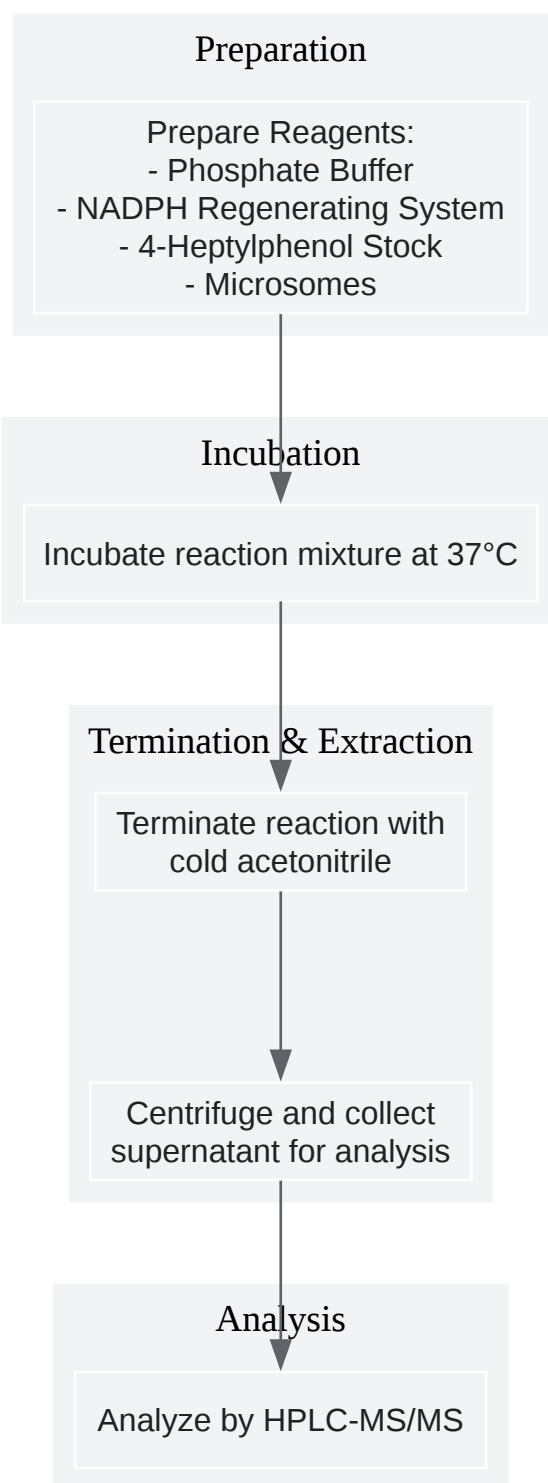 Preparation
Prepare Reagents:
- Phosphate Buffer
- NADPH Regenerating System
- 4-Heptylphenol Stock
- Microsomes
Incubation
Incubate reaction mixture at 37°C
Termination & Extraction
Terminate reaction with
cold acetonitrile
Centrifuge and collect
supernatant for analysis
Analysis
Analyze by HPLC-MS/MS